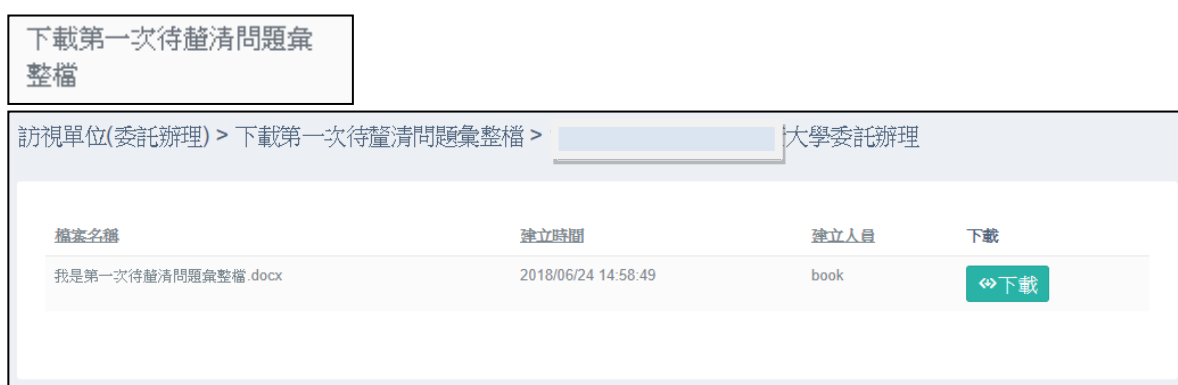 下載第一次待釐清問題彙
整檔
訪視單位(委託辦理) > 下載第一次待釐清問題彙整檔 > 大學委託辦理
檔案名稱 建立時間 建立人員 下載
我是第一次待釐清問題彙整檔.docx 2018/06/24 14:58:49 book 下載